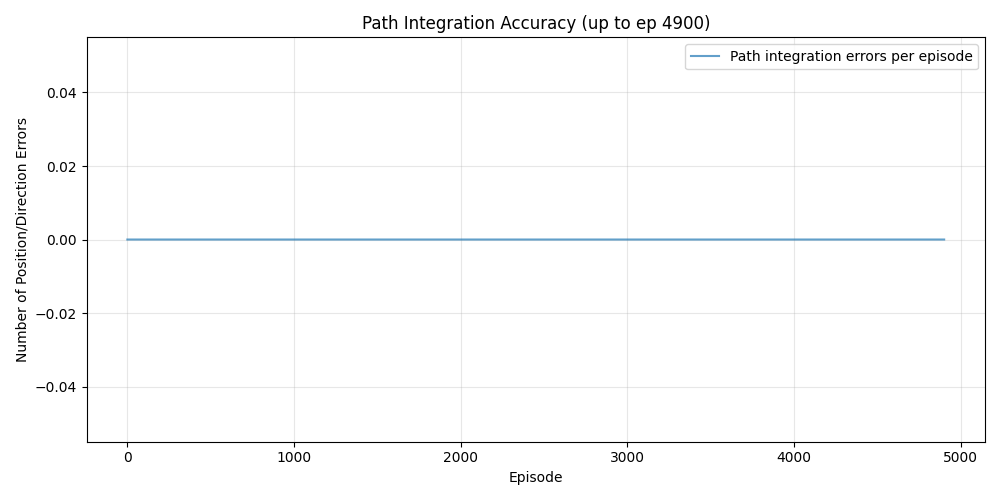 Path Integration Accuracy (up to ep 4900)
Path integration errors per episode
Number of Position/Direction Errors
0.04
0.02
0.00
−0.02
−0.04
0 1000 2000 3000 4000 5000
Episode